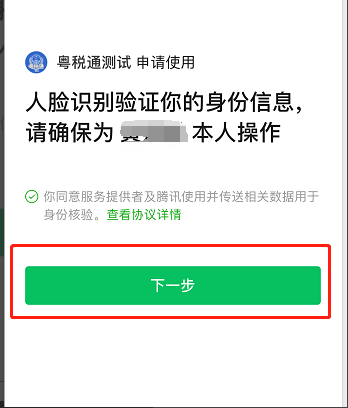 粤税通测试 申请使用
人脸识别验证你的身份信息，
请确保为 本人操作
你同意服务提供者及腾讯使用并传送相关数据用于
身份核验。查看协议详情
下一步